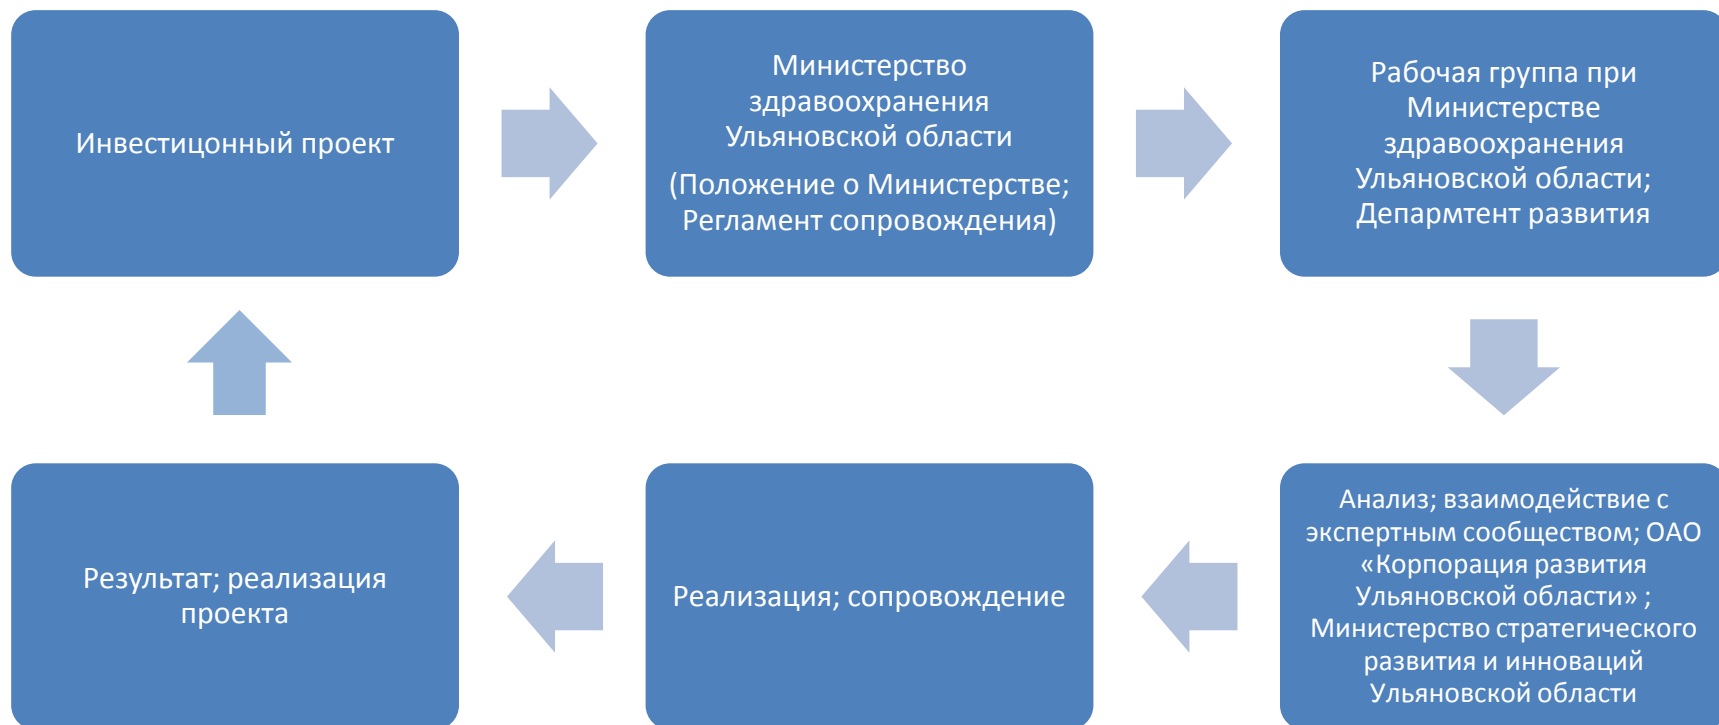 Инвестицонный проект
Министерство
здравоохранения
Ульяновской области
(Положение о Министерстве;
Регламент сопровождения)
Рабочая группа при
Министерстве
здравоохранения
Ульяновской области;
Депармтент развития
Анализ; взаимодействие с
экспертным сообществом; ОАО
«Корпорация развития
Ульяновской области» ;
Министерство стратегического
развития и инноваций
Ульяновской области
Реализация; сопровождение
Результат; реализация
проекта